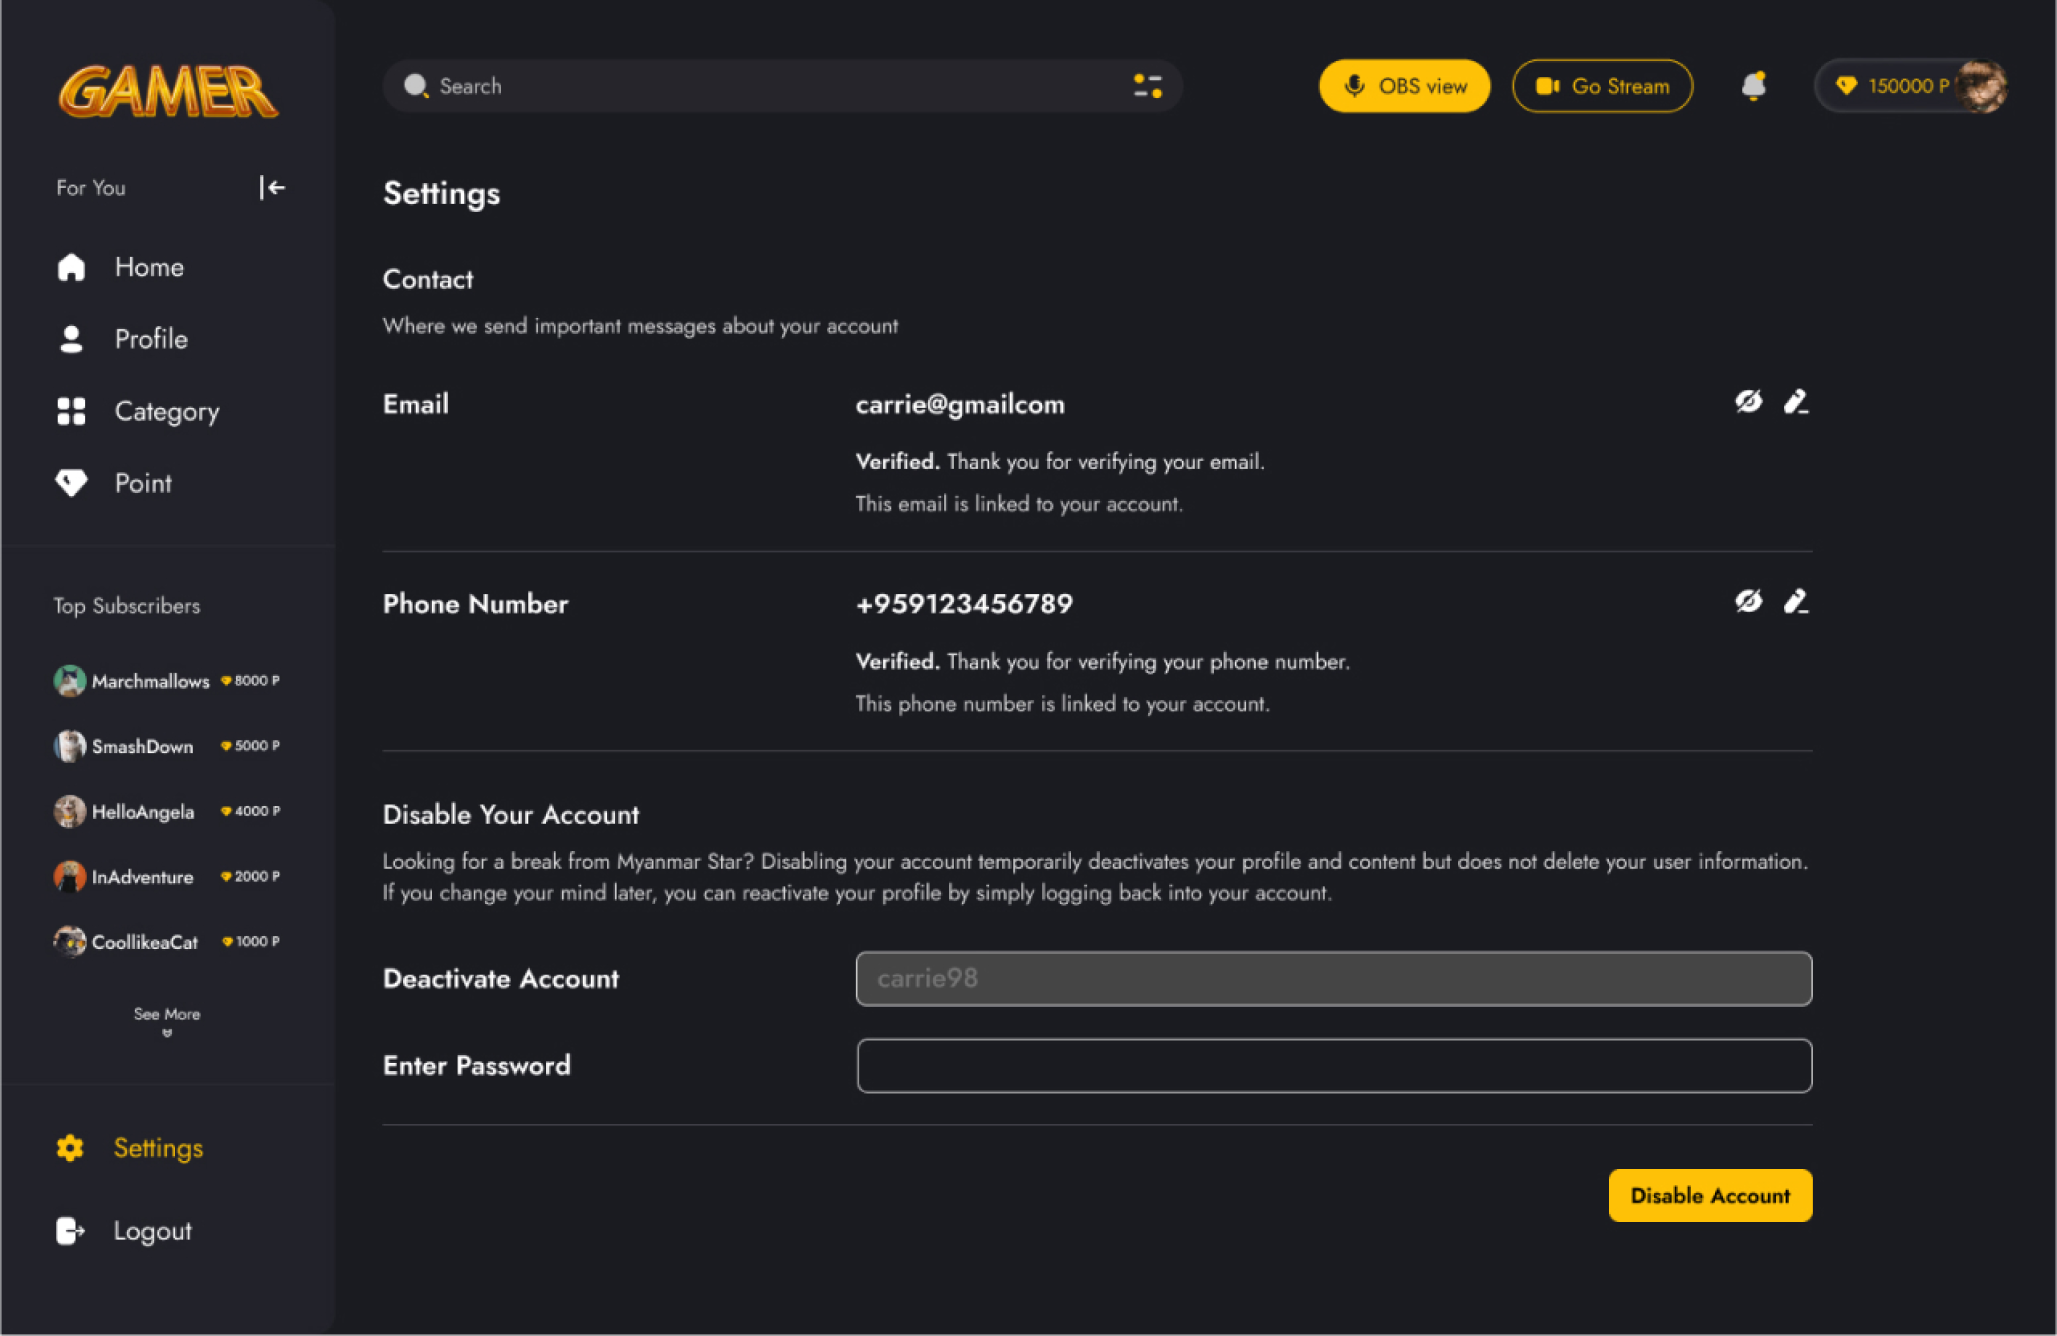 GAMER
Search
OBS view
Go Stream
150000 P
For You
Home
Profile
Category
Point
Top Subscribers
Marchmallows 8000 P
SmashDown 5000 P
HelloAngela 4000 P
InAdventure 2000 P
CoollikeaCat 1000 P
See More
Settings
Logout
Settings
Contact
Where we send important messages about your account
Email
carrie@gmailcom
Verified. Thank you for verifying your email.
This email is linked to your account.
Phone Number
+959123456789
Verified. Thank you for verifying your phone number.
This phone number is linked to your account.
Disable Your Account
Looking for a break from Myanmar Star? Disabling your account temporarily deactivates your profile and content but does not delete your user information.
If you change your mind later, you can reactivate your profile by simply logging back into your account.
Deactivate Account
carrie98
Enter Password
Disable Account